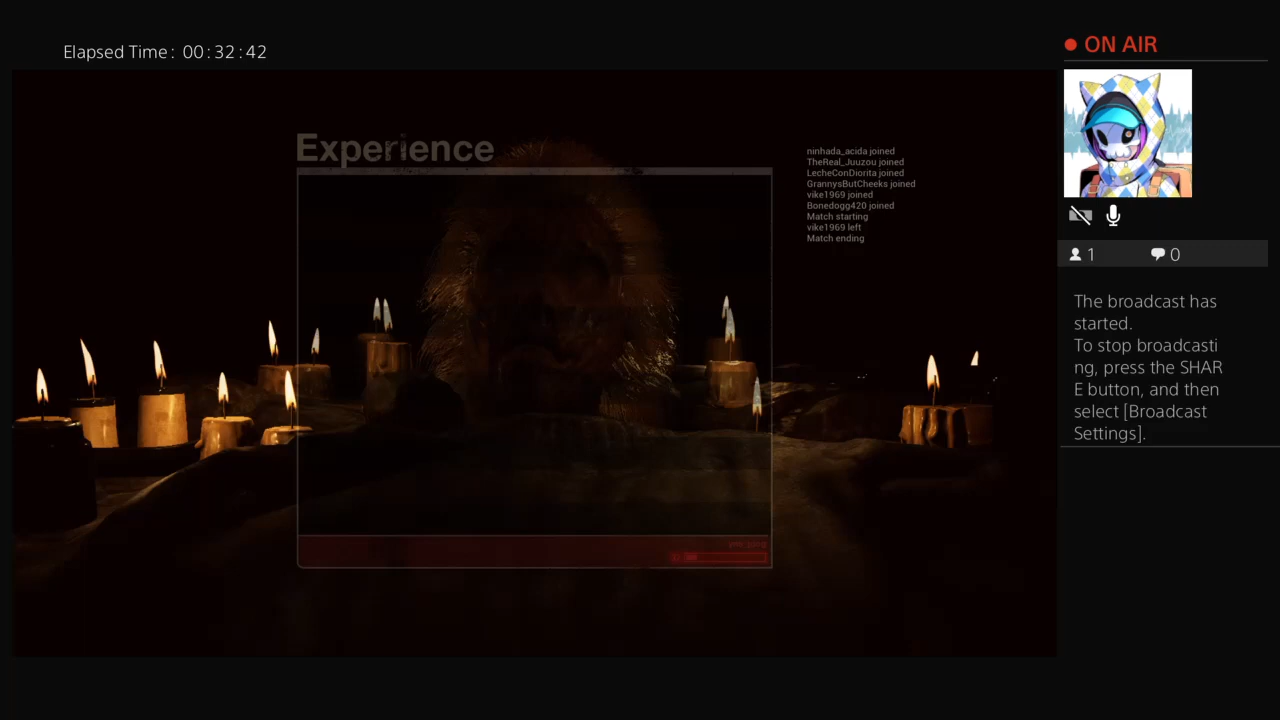 Elapsed Time: 00:32:42
ON AIR
Experience
ninhada_acida joined
TheReal_Juuzou joined
LecheConDiorita joined
GrannysButCheeks joined
vike1969 joined
Bonedogg420 joined
Match starting
vike1969 left
Match ending
1
0
The broadcast has
started.
To stop broadcasti
ng, press the SHAR
E button, and then
select [Broadcast
Settings].